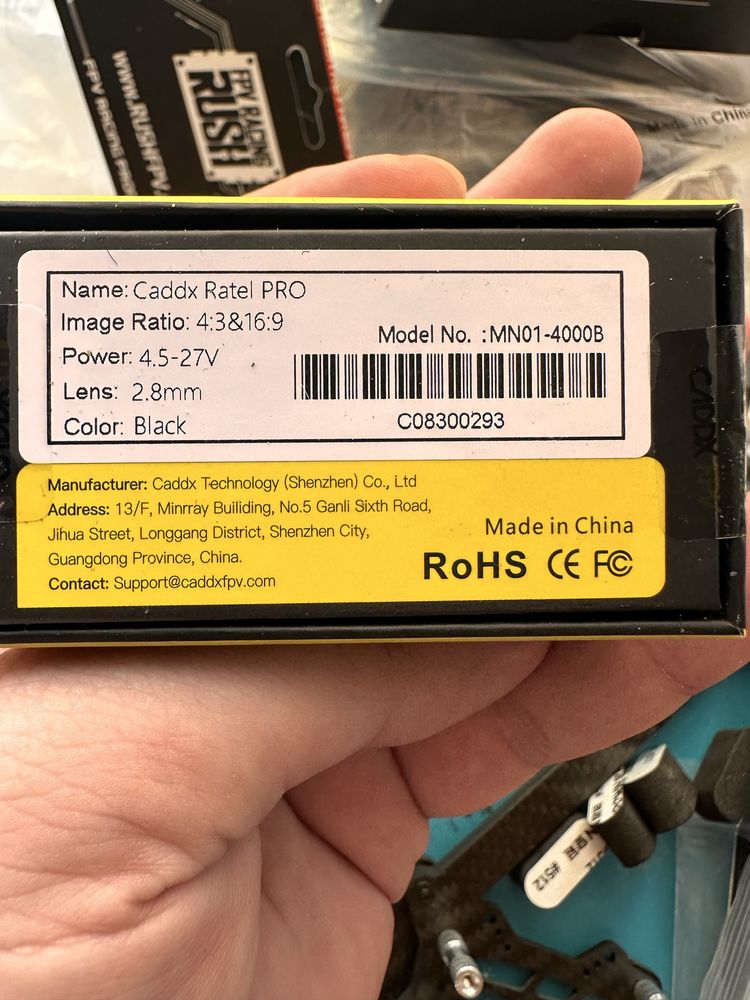 WWW.RUSHFPV.
FPV RACING
RUSH
Made in China
Name: Caddx Ratel PRO
Image Ratio: 4:3&16:9
Power: 4.5-27V
Lens: 2.8mm
Color: Black
Model No. :MN01-4000B
C08300293
CADDX
Manufacturer: Caddx Technology (Shenzhen) Co., Ltd
Address: 13/F, Minrray Builiding, No.5 Ganli Sixth Road,
Jihua Street, Longgang District, Shenzhen City,
Guangdong Province, China.
Contact: Support@caddxfpv.com
Made in China
RoHS CE FC
#512